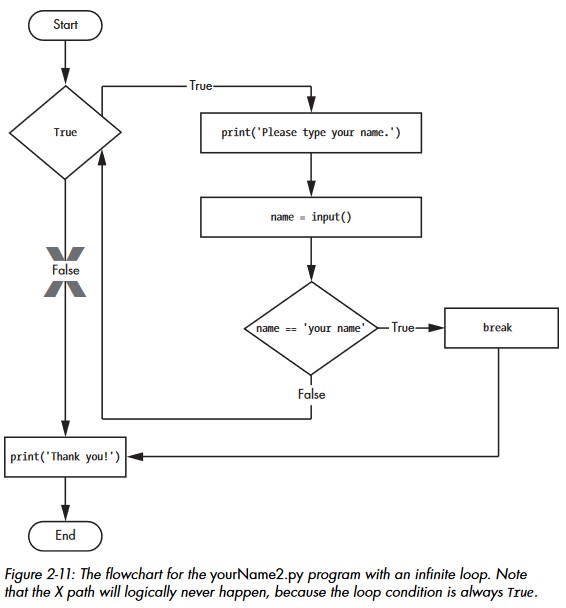 Start
True
True
print('Please type your name.')
name = input()
name == 'your name'
True
break
False
False
print('Thank you!')
End
Figure 2-11: The flowchart for the yourName2.py program with an infinite loop. Note
that the X path will logically never happen, because the loop condition is always True.